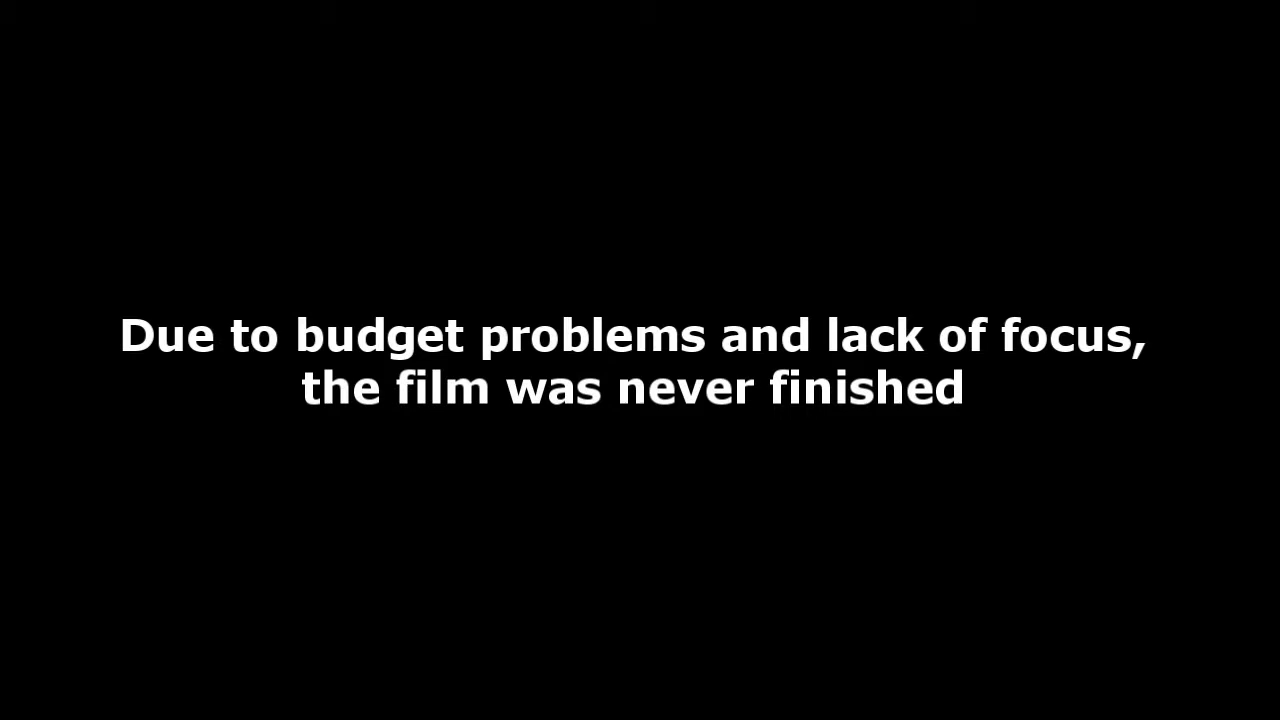 Due to budget problems and lack of focus,
the film was never finished